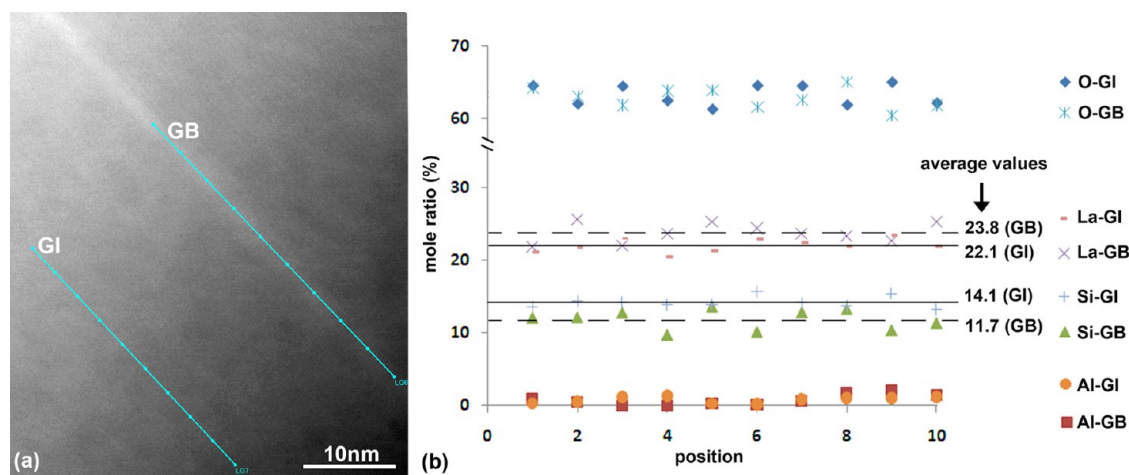 GB
GI
LG6
LG7
(a)
10nm
70
60
30
20
10
0
mole ratio (%)
0
2
4
6
8
10
position
(b)
average values
23.8 (GB)
22.1 (GI)
14.1 (GI)
11.7 (GB)
O-GI
O-GB
La-GI
La-GB
Si-GI
Si-GB
Al-GI
Al-GB